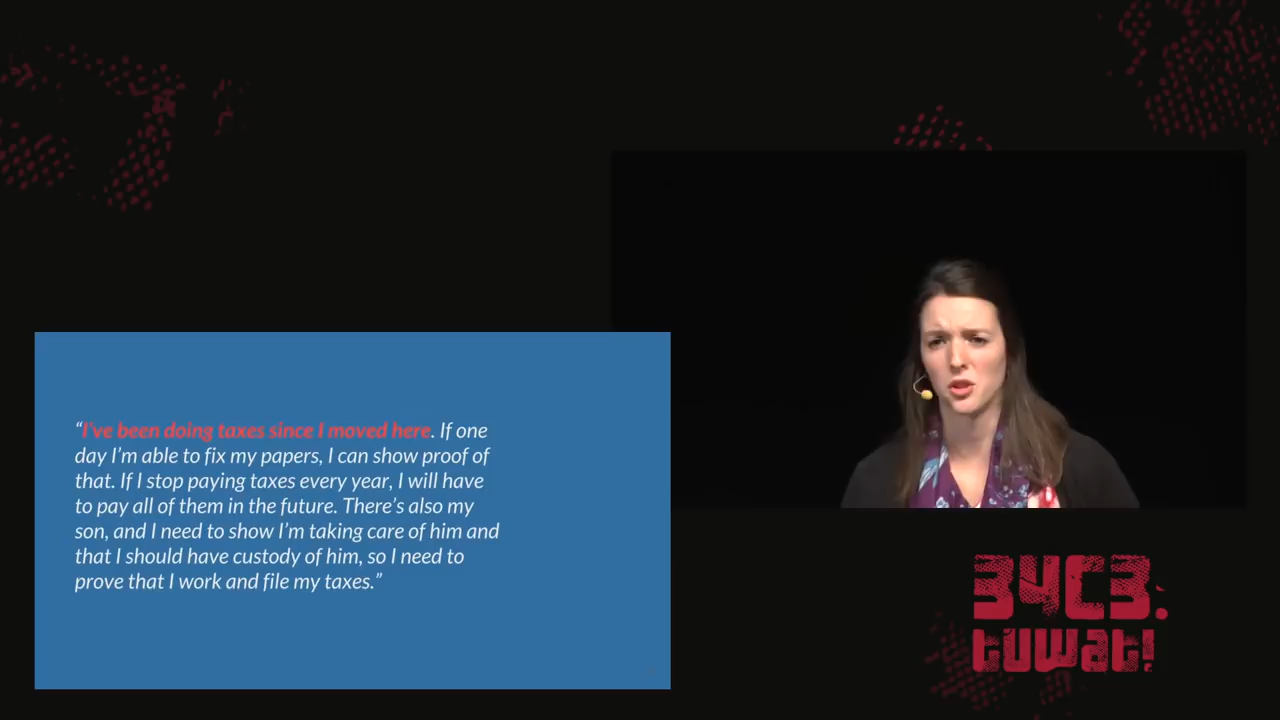 “I’ve been doing taxes since I moved here. If one
day I’m able to fix my papers, I can show proof of
that. If I stop paying taxes every year, I will have
to pay all of them in the future. There’s also my
son, and I need to show I’m taking care of him and
that I should have custody of him, so I need to
prove that I work and file my taxes.”
34C3.
tuwat!